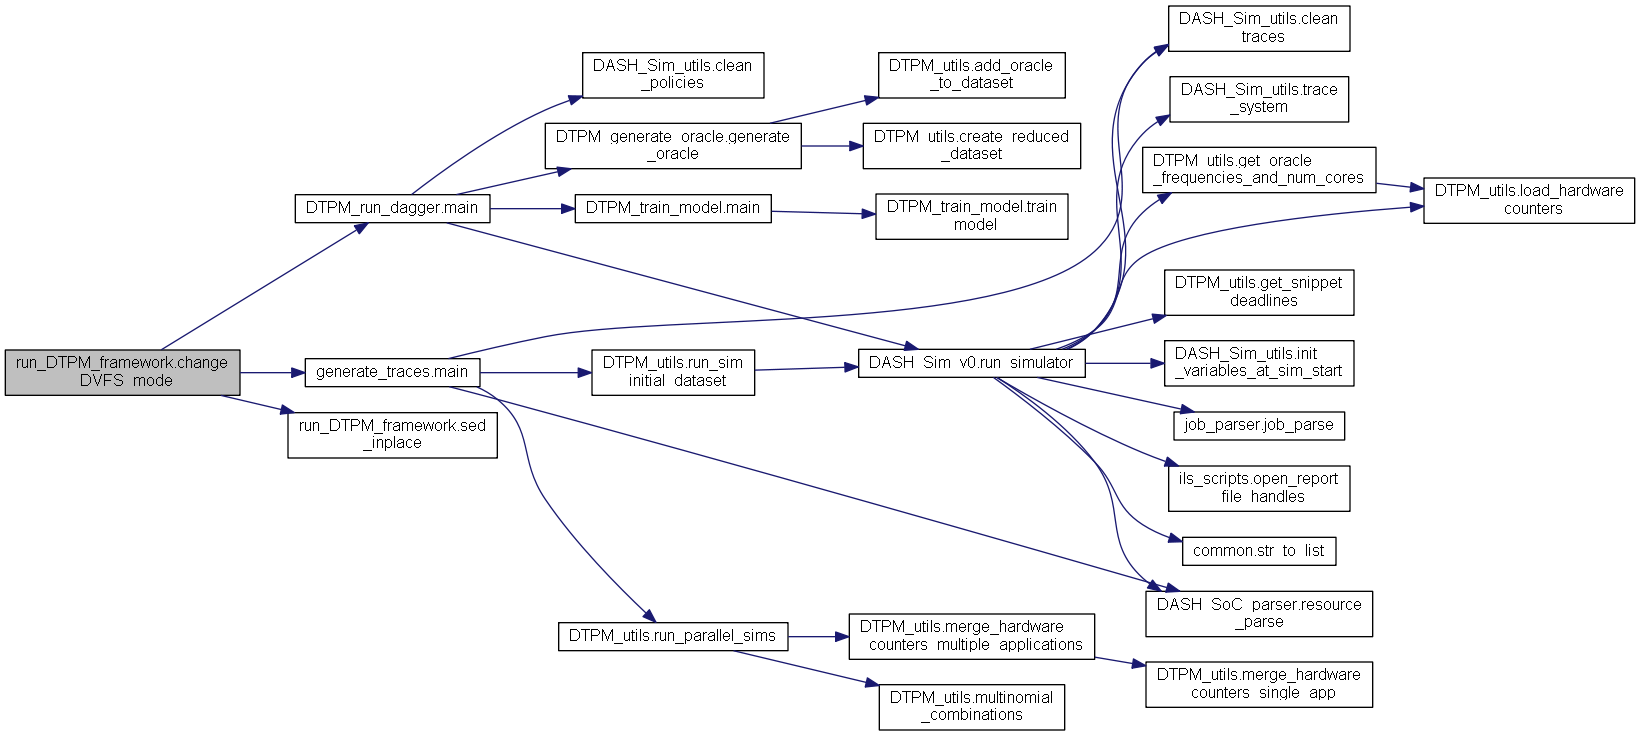 run_DTPM_framework.change
_DVFS_mode
DTPM_run_dagger.main
generate_traces.main
run_DTPM_framework.sed
_inplace
DASH_Sim_utils.clean
_policies
DTPM_generate_oracle.generate
_oracle
DTPM_train_model.main
DTPM_utils.run_sim
_initial_dataset
DTPM_utils.run_parallel_sims
DTPM_utils.add_oracle
_to_dataset
DTPM_utils.create_reduced
_dataset
DTPM_train_model.train
_model
DASH_Sim_v0.run_simulator
DTPM_utils.merge_hardware
_counters_multiple_applications
DTPM_utils.multinomial
_combinations
DASH_Sim_utils.clean
_traces
DASH_Sim_utils.trace
_system
DTPM_utils.get_oracle
_frequencies_and_num_cores
DTPM_utils.get_snippet
_deadlines
DASH_Sim_utils.init
_variables_at_sim_start
job_parser.job_parse
ils_scripts.open_report
_file_handles
common.str_to_list
DASH_SoC_parser.resource
_parse
DTPM_utils.merge_hardware
_counters_single_app
DTPM_utils.load_hardware
_counters